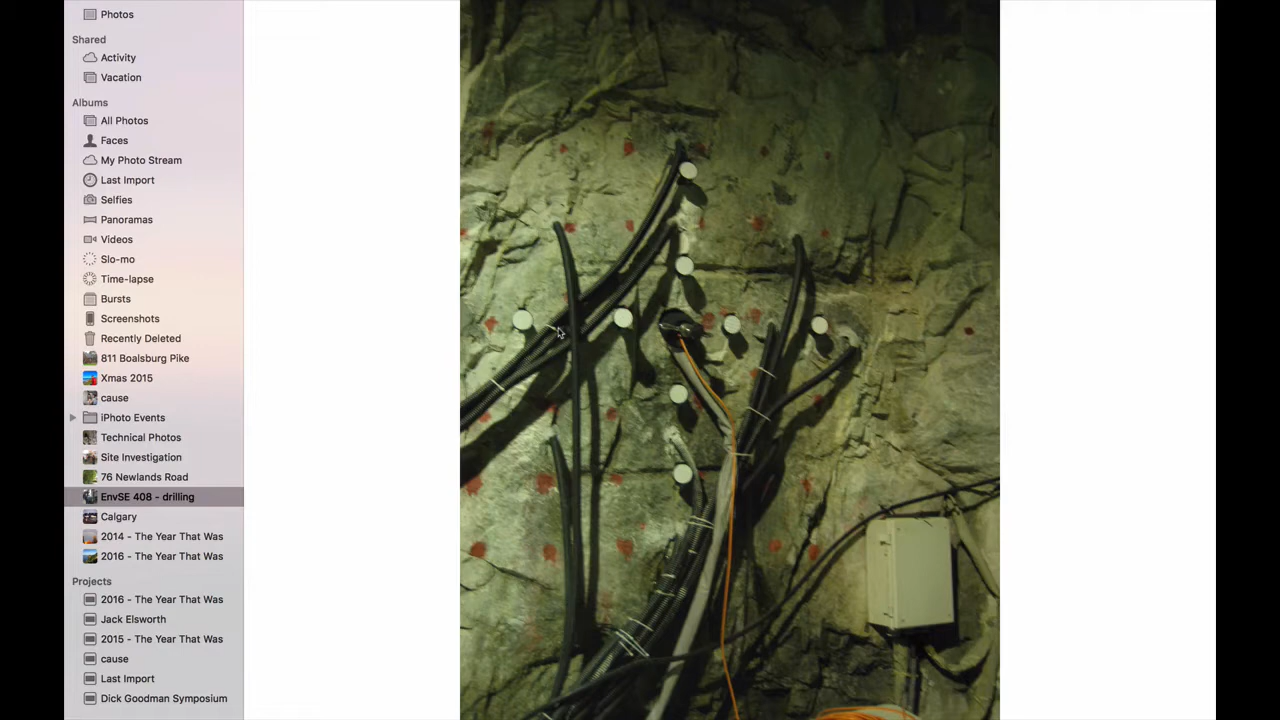 Photos
Shared
Activity
Vacation
Albums
All Photos
Faces
My Photo Stream
Last Import
Selfies
Panoramas
Videos
Slo-mo
Time-lapse
Bursts
Screenshots
Recently Deleted
811 Boalsburg Pike
Xmas 2015
cause
iPhoto Events
Technical Photos
Site Investigation
76 Newlands Road
EnvSE 408 - drilling
Calgary
2014 - The Year That Was
2016 - The Year That Was
Projects
2016 - The Year That Was
Jack Elsworth
2015 - The Year That Was
cause
Last Import
Dick Goodman Symposium